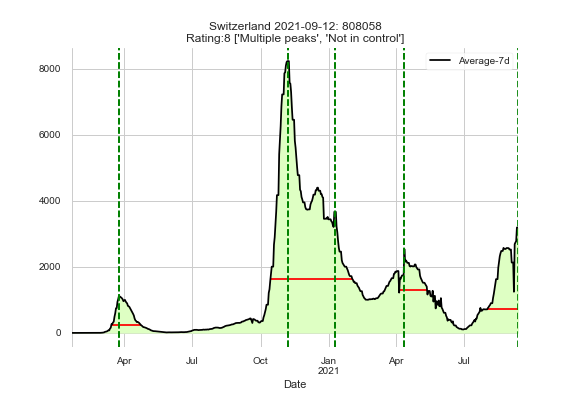 Switzerland 2021-09-12: 808058
Rating:8 ['Multiple peaks', 'Not in control']
Average-7d
8000
6000
4000
2000
0
Apr
Jul
Oct
Jan
2021
Apr
Jul
Date